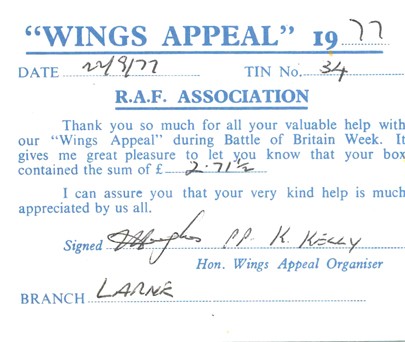 "WINGS APPEAL" 1977
DATE 22/9/77 TIN No. 34
R.A.F. ASSOCIATION
Thank you so much for all your valuable help with
our "Wings Appeal" during Battle of Britain Week. It
gives me great pleasure to let you know that your box
contained the sum of £ 2.71½
I can assure you that your very kind help is much
appreciated by us all.
Signed pp. K. KELLY
Hon. Wings Appeal Organiser
BRANCH LARNE